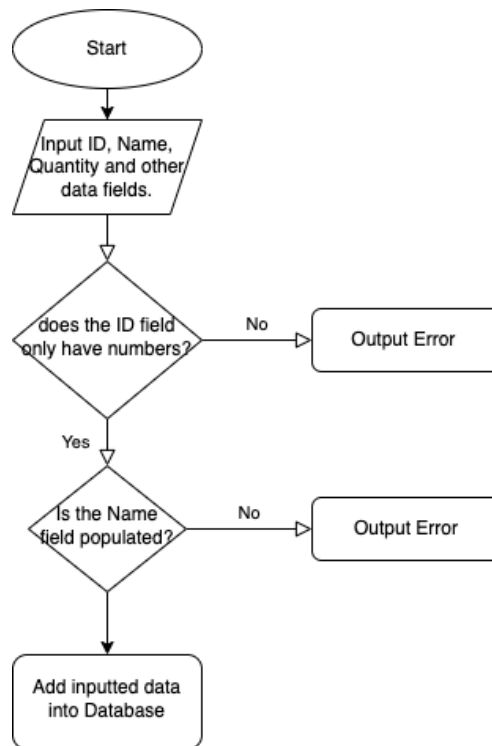 Start
Input ID, Name,
Quantity and other
data fields.
does the ID field
only have numbers?
No
Output Error
Yes
Is the Name
field populated?
No
Output Error
Add inputted data
into Database